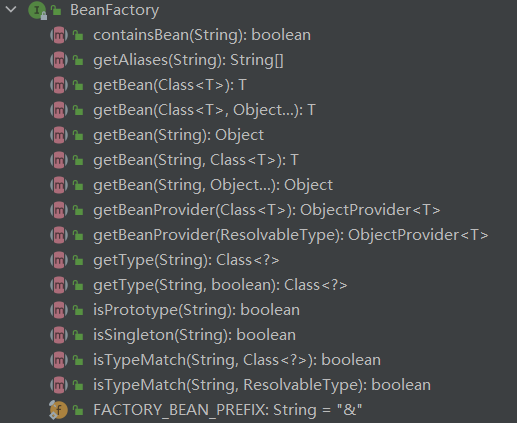 BeanFactory
containsBean(String): boolean
getAliases(String): String[]
getBean(Class<T>): T
getBean(Class<T>, Object...): T
getBean(String): Object
getBean(String, Class<T>): T
getBean(String, Object...): Object
getBeanProvider(Class<T>): ObjectProvider<T>
getBeanProvider(ResolvableType): ObjectProvider<T>
getType(String): Class<?>
getType(String, boolean): Class<?>
isPrototype(String): boolean
isSingleton(String): boolean
isTypeMatch(String, Class<?>): boolean
isTypeMatch(String, ResolvableType): boolean
FACTORY_BEAN_PREFIX: String = "&"